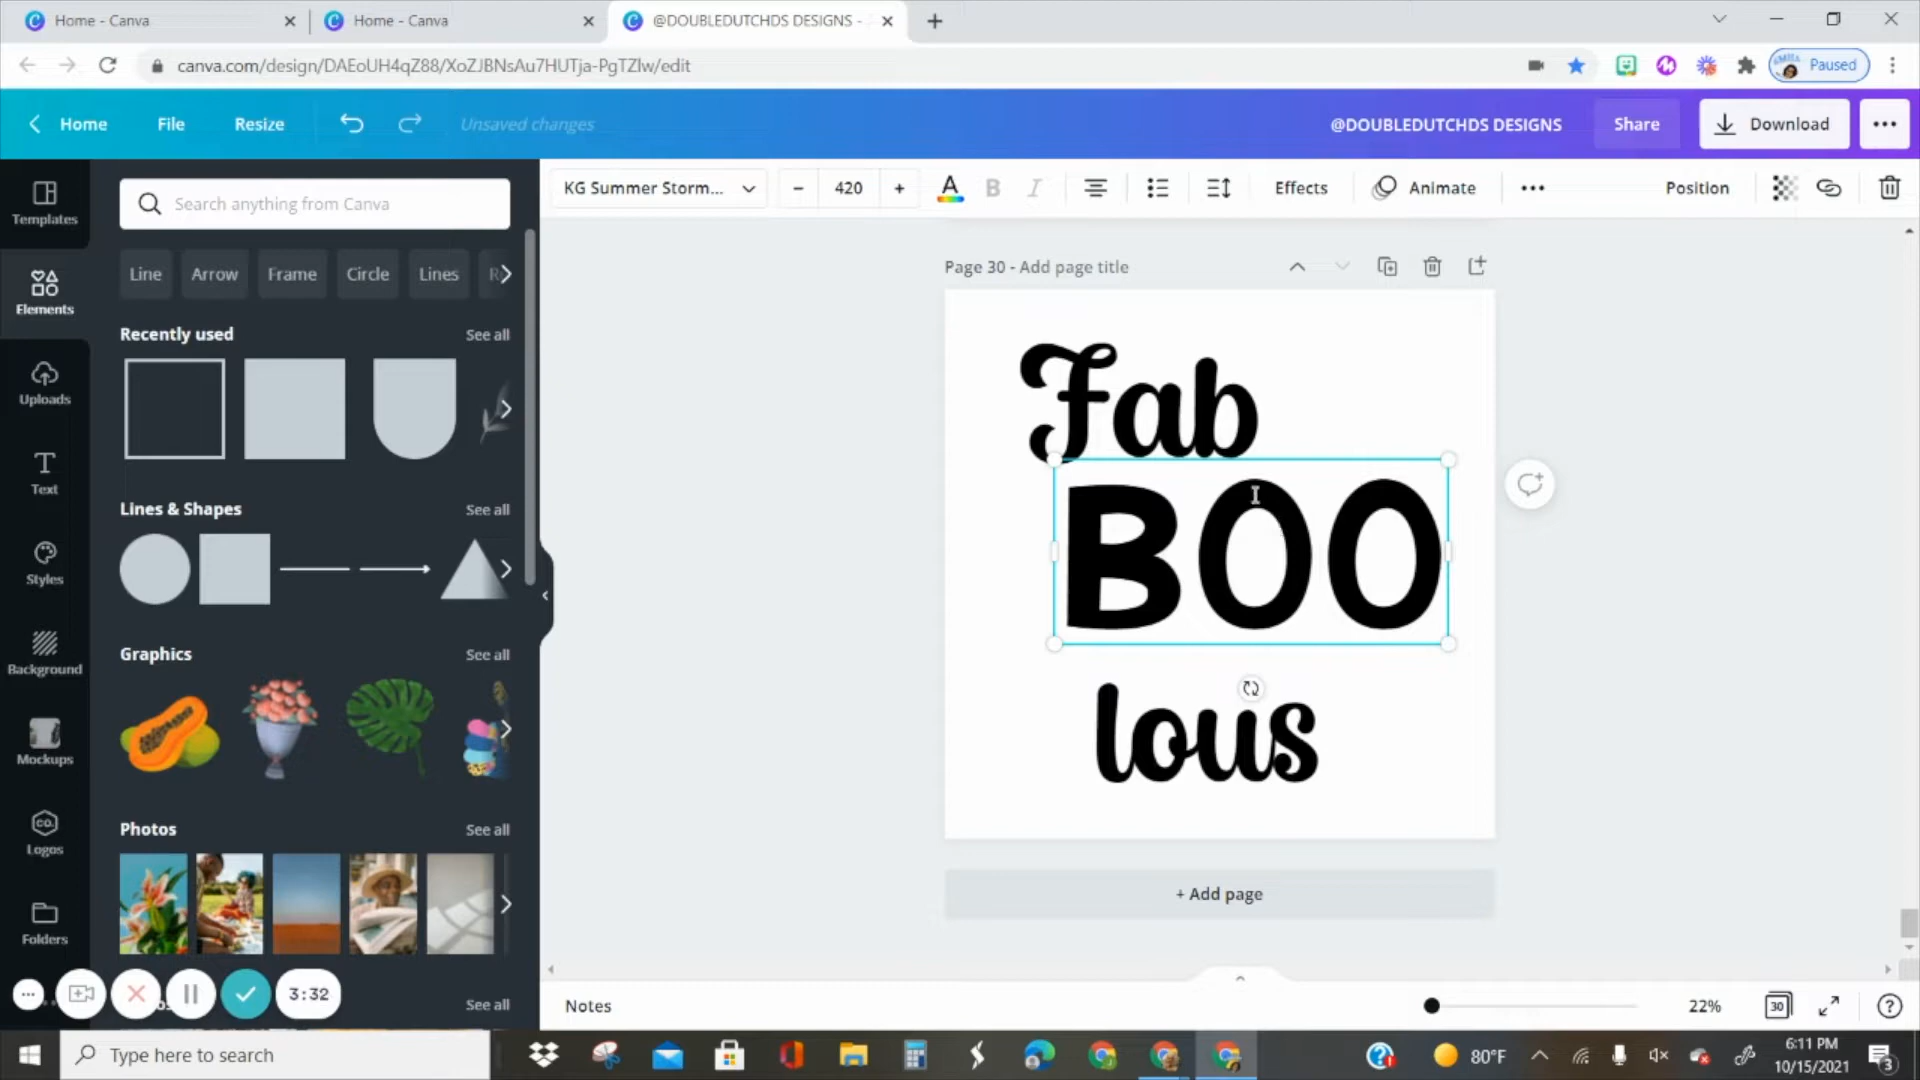 Home - Canva
Home - Canva
@DOUBLEDUTCHDS DESIGNS -
canva.com/design/DAEoUH4qZ88/XoZJBNsAu7HUTja-PgTZlw/edit
Paused
Home
File
Resize
Unsaved changes
@DOUBLEDUTCHDS DESIGNS
Share
Download
Templates
Elements
Uploads
Text
Styles
Background
Mockups
Logos
Folders
Search anything from Canva
Line
Arrow
Frame
Circle
Lines
Recently used
See all
Lines & Shapes
See all
Graphics
See all
Photos
See all
See all
KG Summer Storm...
420
Effects
Animate
Position
Page 30 - Add page title
Fab
BOO
lous
+ Add page
3:32
Notes
22%
30
Type here to search
80°F
6:11 PM
10/15/2021
3